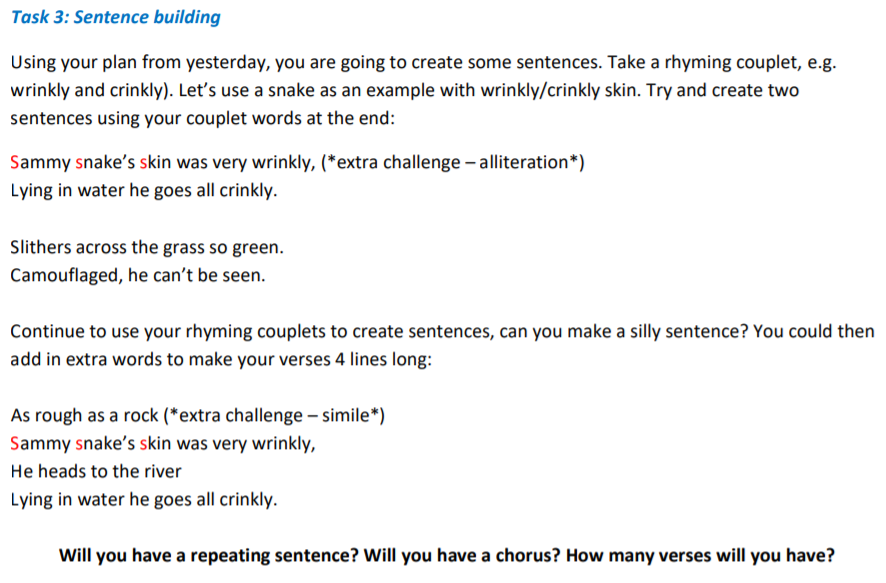 Task 3: Sentence building
Using your plan from yesterday, you are going to create some sentences. Take a rhyming couplet, e.g.
wrinkly and crinkly). Let’s use a snake as an example with wrinkly/crinkly skin. Try and create two
sentences using your couplet words at the end:
Sammy snake’s skin was very wrinkly, (*extra challenge – alliteration*)
Lying in water he goes all crinkly.
Slithers across the grass so green.
Camouflaged, he can’t be seen.
Continue to use your rhyming couplets to create sentences, can you make a silly sentence? You could then
add in extra words to make your verses 4 lines long:
As rough as a rock (*extra challenge – simile*)
Sammy snake’s skin was very wrinkly,
He heads to the river
Lying in water he goes all crinkly.
Will you have a repeating sentence? Will you have a chorus? How many verses will you have?